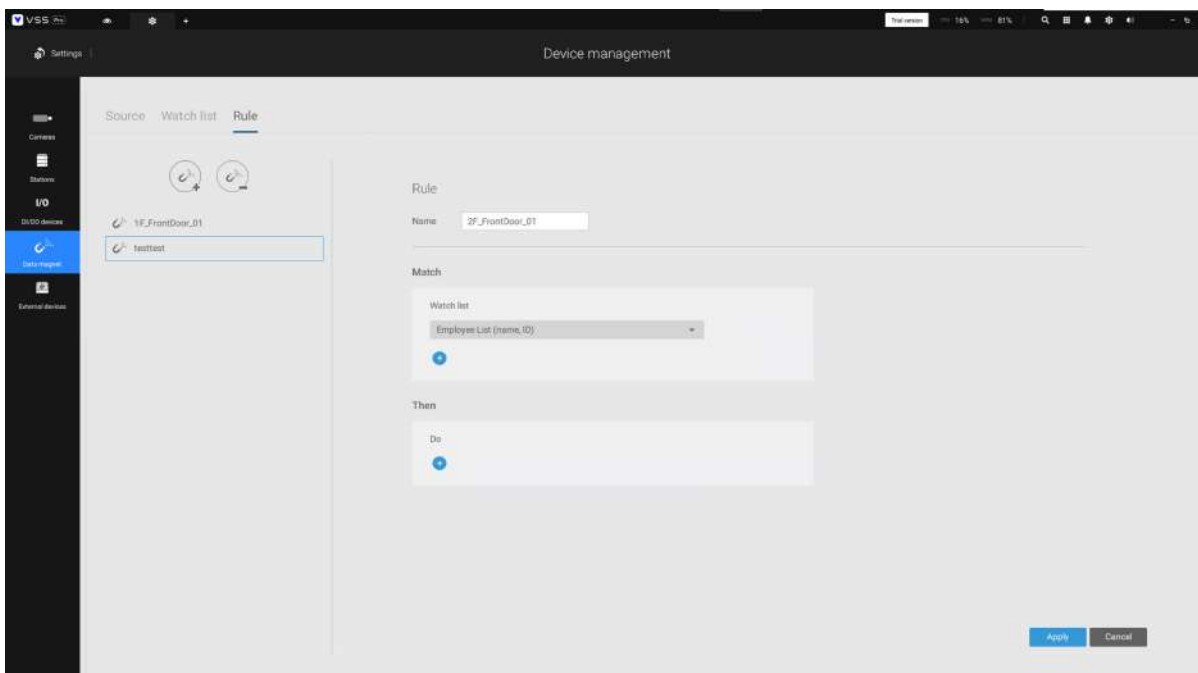 VSS Pro
Trial version
16%
81%
Settings
Device management
Source Watch list Rule
Cameras
Stations
I/O
DI/DO devices
Data magnet
External devices
1F_FrontDoor_01
testtest
Rule
Name 2F_FrontDoor_01
Match
Watch list
Employee List (name, ID)
Then
Do
Apply Cancel